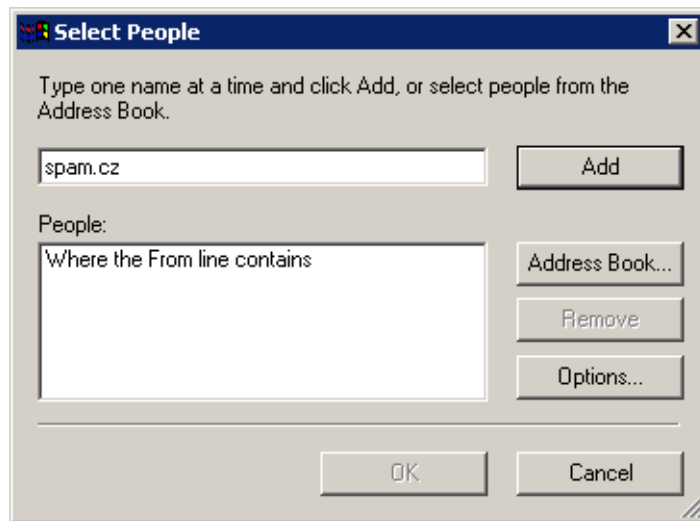 Select People
Type one name at a time and click Add, or select people from the
Address Book.
spam.cz
Add
People:
Where the From line contains
Address Book...
Remove
Options...
OK
Cancel